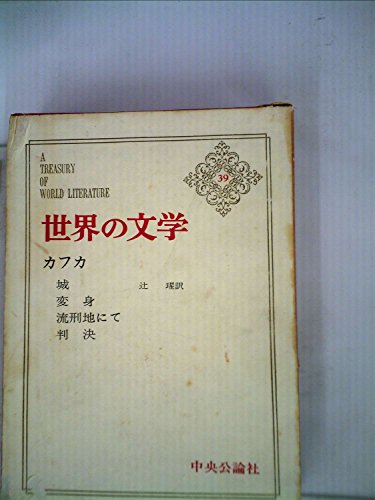 A
TREASURY
OF
WORLD LITERATURE
39
世界の文学
カフカ
城 辻 瑆訳
変身
流刑地にて
判決
中央公論社